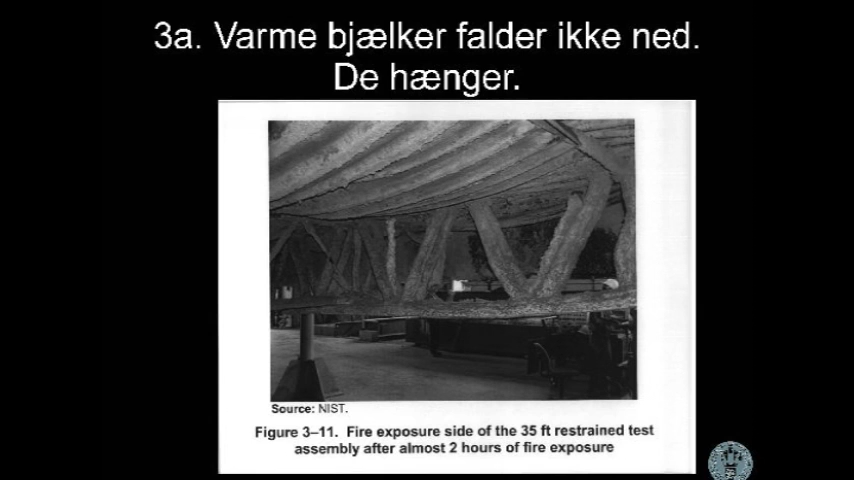 3a. Varme bjælker falder ikke ned.
De hænger.
Source: NIST.
Figure 3–11. Fire exposure side of the 35 ft restrained test
assembly after almost 2 hours of fire exposure